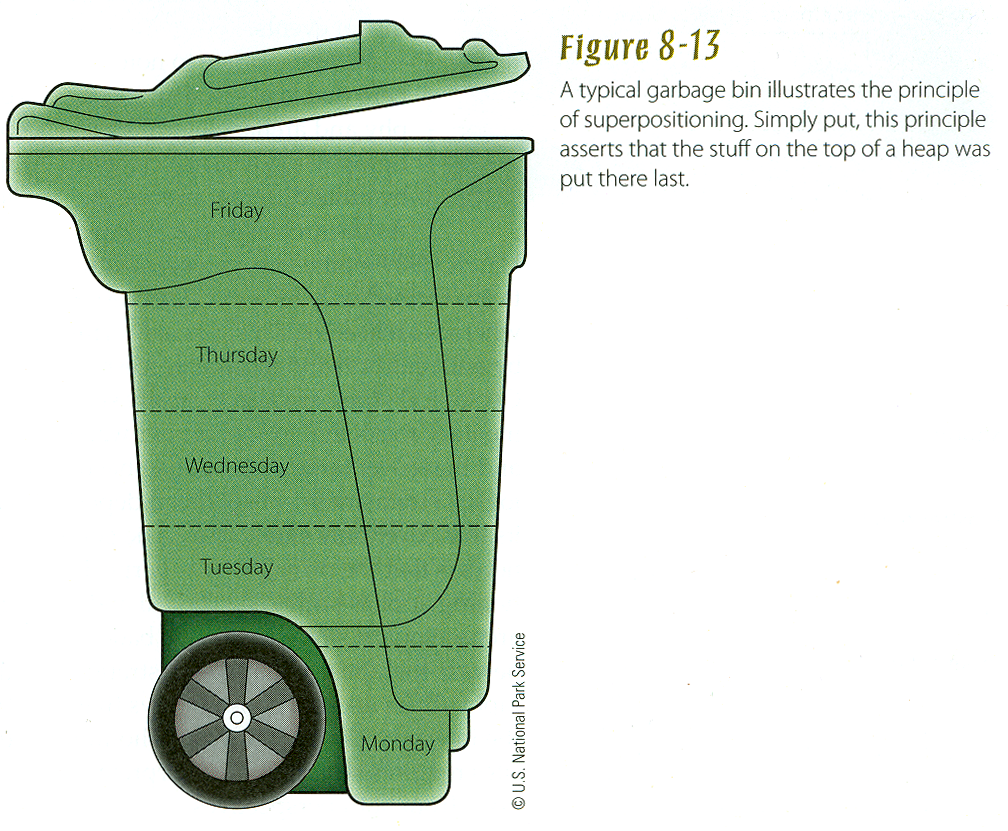 Figure 8-13
A typical garbage bin illustrates the principle
of superpositioning. Simply put, this principle
asserts that the stuff on the top of a heap was
put there last.
Friday
Thursday
Wednesday
Tuesday
Monday
© U.S. National Park Service